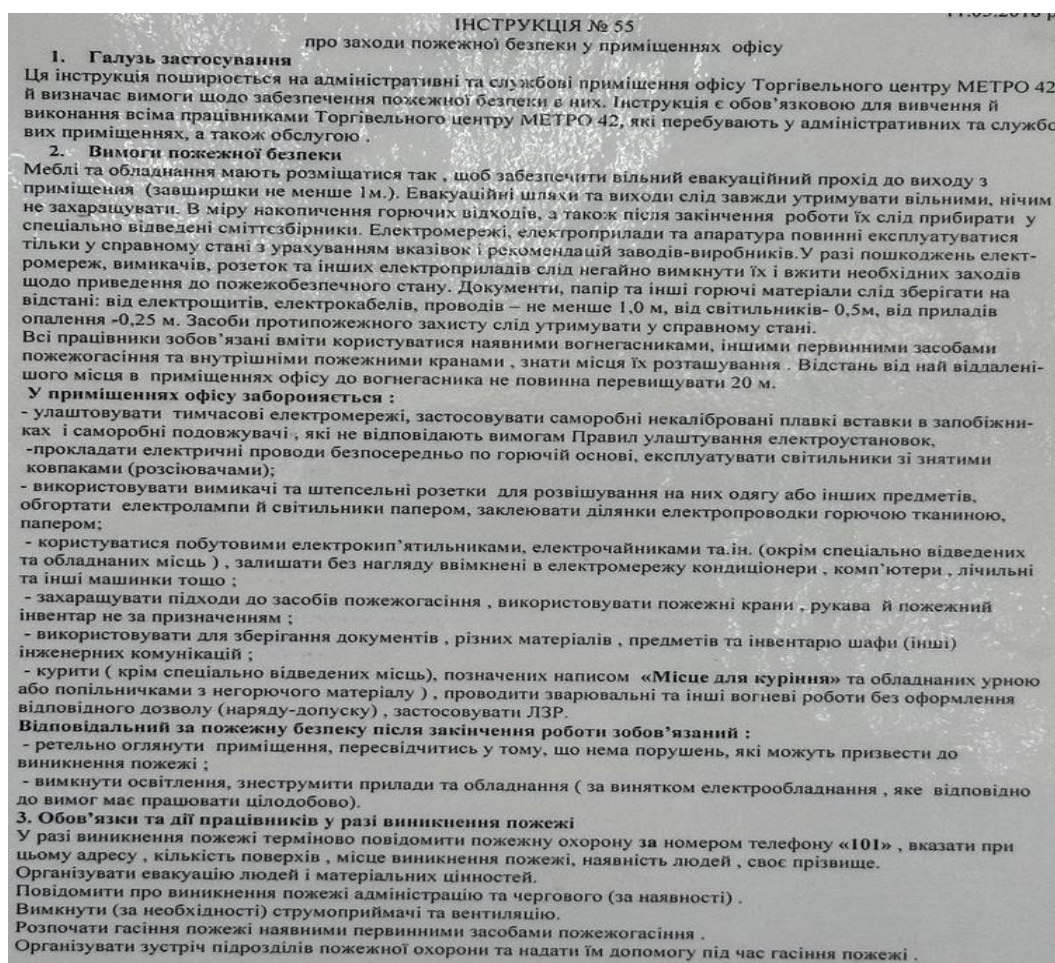 ІНСТРУКЦІЯ № 55
про заходи пожежної безпеки у приміщеннях офісу
1. Галузь застосування
Ця інструкція поширюється на адміністративні та службові приміщення офісу Торгівельного центру МЕТРО 42
й визначає вимоги щодо забезпечення пожежної безпеки в них. Інструкція є обов’язковою для вивчення й
виконання всіма працівниками Торгівельного центру МЕТРО 42, які перебувають у адміністративних та службо
вих приміщеннях, а також обслугою .
2. Вимоги пожежної безпеки
Меблі та обладнання мають розміщатися так , щоб забезпечити вільний евакуаційний прохід до виходу з
приміщення (завширшки не менше 1м.). Евакуаційні шляхи та виходи слід завжди утримувати вільними, нічим
не захаращувати. В міру накопичення горючих відходів, а також після закінчення роботи їх слід прибирати у
спеціально відведені сміттєзбірники. Електромережі, електроприлади та апаратура повинні експлуатуватися
тільки у справному стані з урахуванням вказівок і рекомендацій заводів-виробників.У разі пошкоджень елект-
ромереж, вимикачів, розеток та інших електроприладів слід негайно вимкнути їх і вжити необхідних заходів
щодо приведення до пожежобезпечного стану. Документи, папір та інші горючі матеріали слід зберігати на
відстані: від електрощитів, електрокабелів, проводів – не менше 1,0 м, від світильників- 0,5м, від приладів
опалення -0,25 м. Засоби протипожежного захисту слід утримувати у справному стані.
Всі працівники зобов’язані вміти користуватися наявними вогнегасниками, іншими первинними засобами
пожежогасіння та внутрішніми пожежними кранами , знати місця їх розташування . Відстань від най віддалені-
шого місця в приміщеннях офісу до вогнегасника не повинна перевищувати 20 м.
У приміщеннях офісу забороняється :
- улаштовувати тимчасові електромережі, застосовувати саморобні некалібровані плавкі вставки в запобіжни-
ках і саморобні подовжувачі , які не відповідають вимогам Правил улаштування електроустановок,
-прокладати електричні проводи безпосередньо по горючій основі, експлуатувати світильники зі знятими
ковпаками (розсіювачами);
- використовувати вимикачі та штепсельні розетки для розвішування на них одягу або інших предметів,
обгортати електролампи й світильники папером, заклеювати ділянки електропроводки горючою тканиною,
папером;
- користуватися побутовими електрокип’ятильниками, електрочайниками та.ін. (окрім спеціально відведених
та обладнаних місць ) , залишати без нагляду ввімкнені в електромережу кондиціонери , комп’ютери , лічильні
та інші машинки тощо ;
- захаращувати підходи до засобів пожежогасіння , використовувати пожежні крани , рукава й пожежний
інвентар не за призначенням ;
- використовувати для зберігання документів , різних матеріалів , предметів та інвентарю шафи (інші)
інженерних комунікацій ;
- курити ( крім спеціально відведених місць), позначених написом «Місце для куріння» та обладнаних урною
або попільничками з негорючого матеріалу ) , проводити зварювальні та інші вогневі роботи без оформлення
відповідного дозволу (наряду-допуску) , застосовувати ЛЗР.
Відповідальний за пожежну безпеку після закінчення роботи зобов’язаний :
- ретельно оглянути приміщення, пересвідчитись у тому, що нема порушень, які можуть призвести до
виникнення пожежі ;
- вимкнути освітлення, знеструмити прилади та обладнання ( за винятком електрообладнання , яке відповідно
до вимог має працювати цілодобово).
3. Обов’язки та дії працівників у разі виникнення пожежі
У разі виникнення пожежі терміново повідомити пожежну охорону за номером телефону «101» , вказати при
цьому адресу , кількість поверхів , місце виникнення пожежі, наявність людей , своє прізвище.
Організувати евакуацію людей і матеріальних цінностей.
Повідомити про виникнення пожежі адміністрацію та чергового (за наявності) .
Вимкнути (за необхідності) струмоприймачі та вентиляцію.
Розпочати гасіння пожежі наявними первинними засобами пожежогасіння .
Організувати зустріч підрозділів пожежної охорони та надати їм допомогу під час гасіння пожежі .